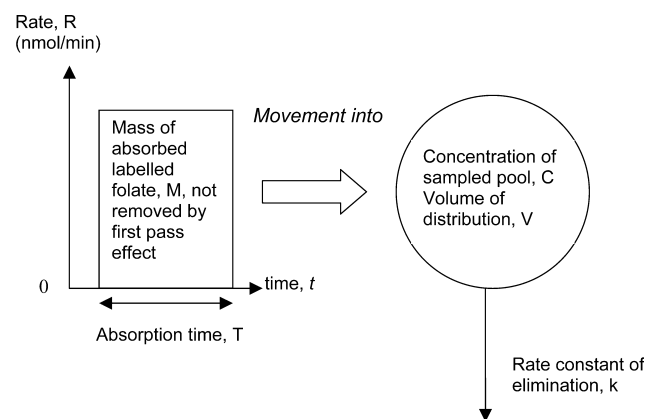 Rate, R
(nmol/min)
Movement into
Mass of
absorbed
labelled
folate, M, not
removed by
first pass
effect
Concentration of
sampled pool, C
Volume of
distribution, V
0
time, t
Absorption time, T
Rate constant of
elimination, k